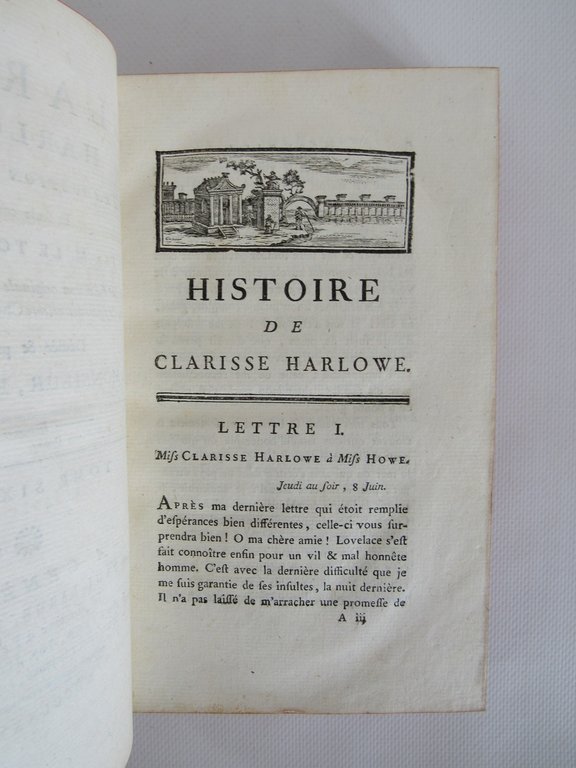 HISTOIRE
DE
CLARISSE HARLOWE.
LETTRE I.
Miſſ CLARISSE HARLOWE à Miſſ HOWE.
Jeudi au ſoir, 8 Juin.
APRÈS ma dernière lettre qui étoit remplie
d'eſpérances bien différentes, celle-ci vous ſur-
prendra bien ! O ma chère amie ! Lovelace s'eſt
fait connoître enfin pour un vil & mal honnête
homme. C'eſt avec la dernière difficulté que je
me ſuis garantie de ſes inſultes, la nuit dernière.
Il n'a pas laiſſé de m'arracher une promeſſe de
A iij